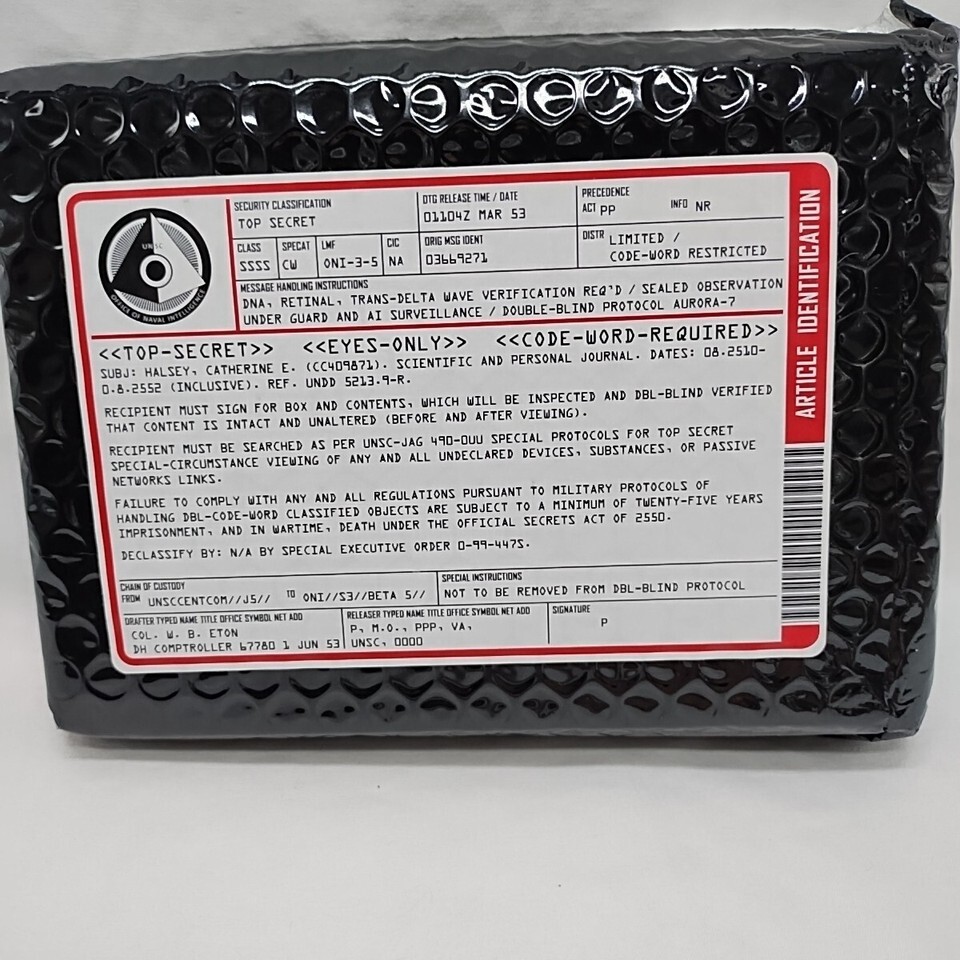 UNSC
OFFICE OF NAVAL INTELLIGENCE
SECURITY CLASSIFICATION
TOP SECRET
DTG RELEASE TIME / DATE
01104Z MAR 53
PRECEDENCE
ACT PP INFO NR
CLASS
SSSS
SPECAT
CW
LMF
ONI-3-5
CIC
NA
ORIG MSG IDENT
03669271
DISTR LIMITED /
CODE-WORD RESTRICTED
MESSAGE HANDLING INSTRUCTIONS
DNA, RETINAL, TRANS-DELTA WAVE VERIFICATION REQ'D / SEALED OBSERVATION
UNDER GUARD AND AI SURVEILLANCE / DOUBLE-BLIND PROTOCOL AURORA-7
<<TOP-SECRET>> <<EYES-ONLY>> <<CODE-WORD-REQUIRED>>
SUBJ: HALSEY, CATHERINE E. (CC409871). SCIENTIFIC AND PERSONAL JOURNAL. DATES: 08.2510-
0.8.2552 (INCLUSIVE). REF. UNDD 5213.9-R.
RECIPIENT MUST SIGN FOR BOX AND CONTENTS, WHICH WILL BE INSPECTED AND DBL-BLIND VERIFIED
THAT CONTENT IS INTACT AND UNALTERED (BEFORE AND AFTER VIEWING).
RECIPIENT MUST BE SEARCHED AS PER UNSC-JAG 490-OUU SPECIAL PROTOCOLS FOR TOP SECRET
SPECIAL-CIRCUMSTANCE VIEWING OF ANY AND ALL UNDECLARED DEVICES, SUBSTANCES, OR PASSIVE
NETWORKS LINKS.
FAILURE TO COMPLY WITH ANY AND ALL REGULATIONS PURSUANT TO MILITARY PROTOCOLS OF
HANDLING DBL-CODE-WORD CLASSIFIED OBJECTS ARE SUBJECT TO A MINIMUM OF TWENTY-FIVE YEARS
IMPRISONMENT, AND IN WARTIME, DEATH UNDER THE OFFICIAL SECRETS ACT OF 2550.
DECLASSIFY BY: N/A BY SPECIAL EXECUTIVE ORDER 0-99-447S.
CHAIN OF CUSTODY
FROM UNSCCENTCOM//J5// TO ONI//S3//BETA 5//
SPECIAL INSTRUCTIONS
NOT TO BE REMOVED FROM DBL-BLIND PROTOCOL
DRAFTER TYPED NAME TITLE OFFICE SYMBOL NET ADD
COL. W. B. ETON
DH COMPTROLLER 67780 1 JUN 53
RELEASER TYPED NAME TITLE OFFICE SYMBOL NET ADD
P, M.O., PPP, VA,
UNSC, 0000
SIGNATURE
P
ARTICLE IDENTIFICATION